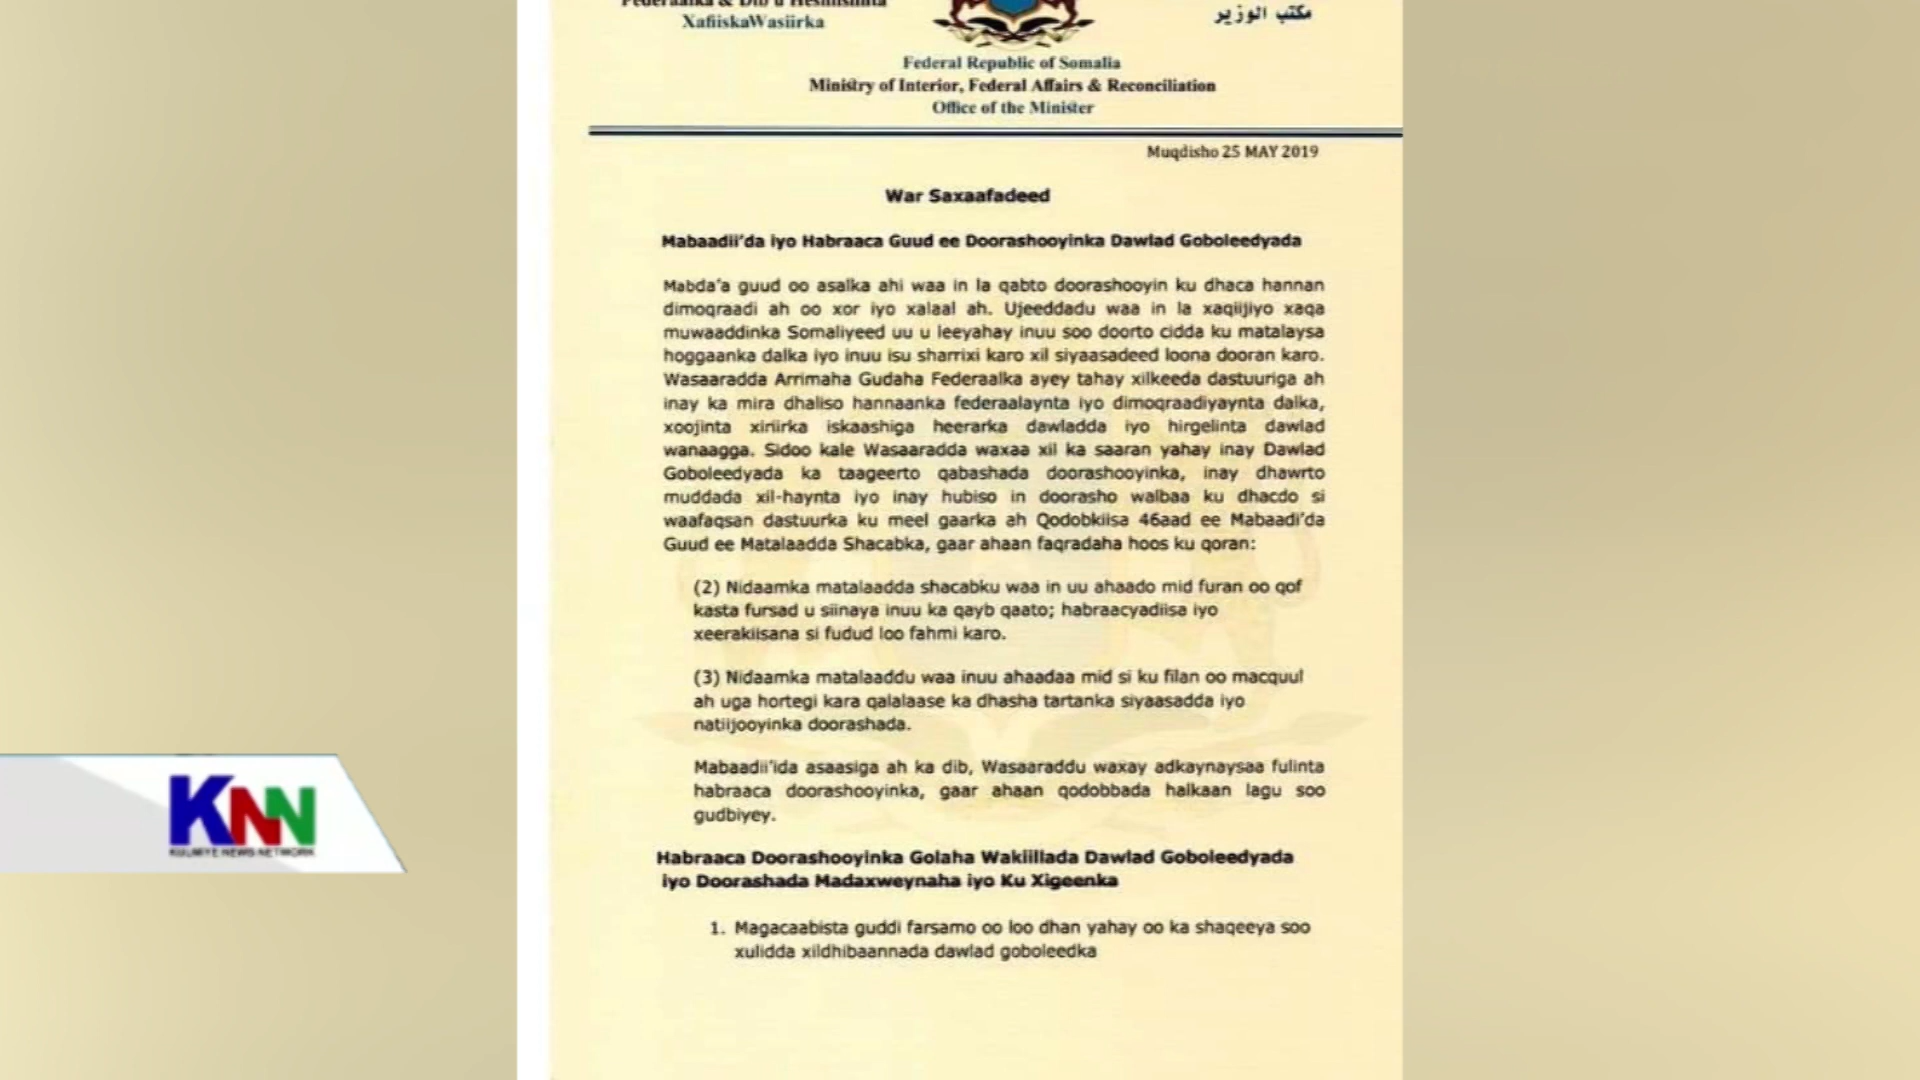 Federaalka & Dib u Heshiisiinta
XafiiskaWasiirka
مكتب الوزير
Federal Republic of Somalia
Ministry of Interior, Federal Affairs & Reconciliation
Office of the Minister
Muqdisho 25 MAY 2019
War Saxaafadeed
Mabaadii’da iyo Habraaca Guud ee Doorashooyinka Dawlad Goboleedyada
Mabda’a guud oo asalka ahi waa in la qabto doorashooyin ku dhaca hannan
dimoqraadi ah oo xor iyo xalaal ah. Ujeeddadu waa in la xaqiijiyo xaqa
muwaaddinka Somaliyeed uu u leeyahay inuu soo doorto cidda ku matalaysa
hoggaanka dalka iyo inuu isu sharrixi karo xil siyaasadeed loona dooran karo.
Wasaaradda Arrimaha Gudaha Federaalka ayey tahay xilkeeda dastuuriga ah
inay ka mira dhaliso hannaanka federaalaynta iyo dimoqraadiyaynta dalka,
xoojinta xiriirka iskaashiga heerarka dawladda iyo hirgelinta dawlad
wanaagga. Sidoo kale Wasaaradda waxaa xil ka saaran yahay inay Dawlad
Goboleedyada ka taageerto qabashada doorashooyinka, inay dhawrto
muddada xil-haynta iyo inay hubiso in doorasho walbaa ku dhacdo si
waafaqsan dastuurka ku meel gaarka ah Qodobkiisa 46aad ee Mabaadi’da
Guud ee Matalaadda Shacabka, gaar ahaan faqradaha hoos ku qoran:
(2) Nidaamka matalaadda shacabku waa in uu ahaado mid furan oo qof
kasta fursad u siinaya inuu ka qayb qaato; habraacyadiisa iyo
xeerakiisana si fudud loo fahmi karo.
(3) Nidaamka matalaaddu waa inuu ahaadaa mid si ku filan oo macquul
ah uga hortegi kara qalalaase ka dhasha tartanka siyaasadda iyo
natiijooyinka doorashada.
Mabaadii’ida asaasiga ah ka dib, Wasaaraddu waxay adkaynaysaa fulinta
habraaca doorashooyinka, gaar ahaan qodobbada halkaan lagu soo
gudbiyey.
Habraaca Doorashooyinka Golaha Wakiillada Dawlad Goboleedyada
iyo Doorashada Madaxweynaha iyo Ku Xigeenka
1. Magacaabista guddi farsamo oo loo dhan yahay oo ka shaqeeya soo
xulidda xildhibaannada dawlad goboleedka
KNN
KULMIYE NEWS NETWORK